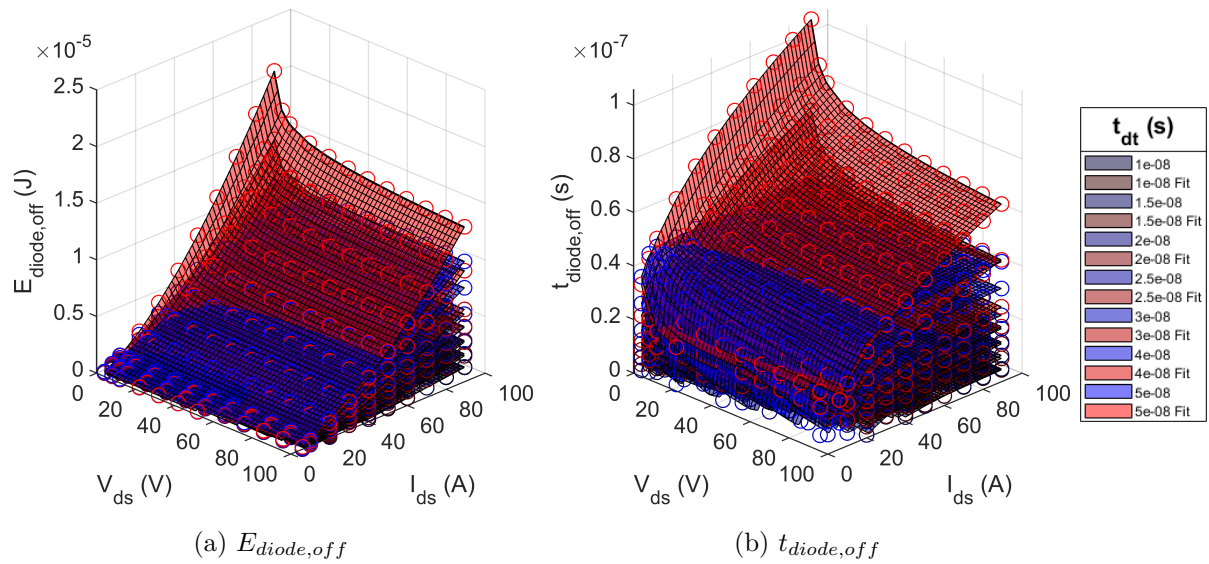 ×10⁻⁵
2.5
2
1.5
1
0.5
0
E_diode,off (J)
0
20
40
60
80
100
V_ds (V)
0
20
40
60
80
100
I_ds (A)
(a) E_diode,off
×10⁻⁷
1
0.8
0.6
0.4
0.2
0
t_diode,off (s)
0
20
40
60
80
100
V_ds (V)
0
20
40
60
80
100
I_ds (A)
(b) t_diode,off
t_dt (s)
1e-08
1e-08 Fit
1.5e-08
1.5e-08 Fit
2e-08
2e-08 Fit
2.5e-08
2.5e-08 Fit
3e-08
3e-08 Fit
4e-08
4e-08 Fit
5e-08
5e-08 Fit